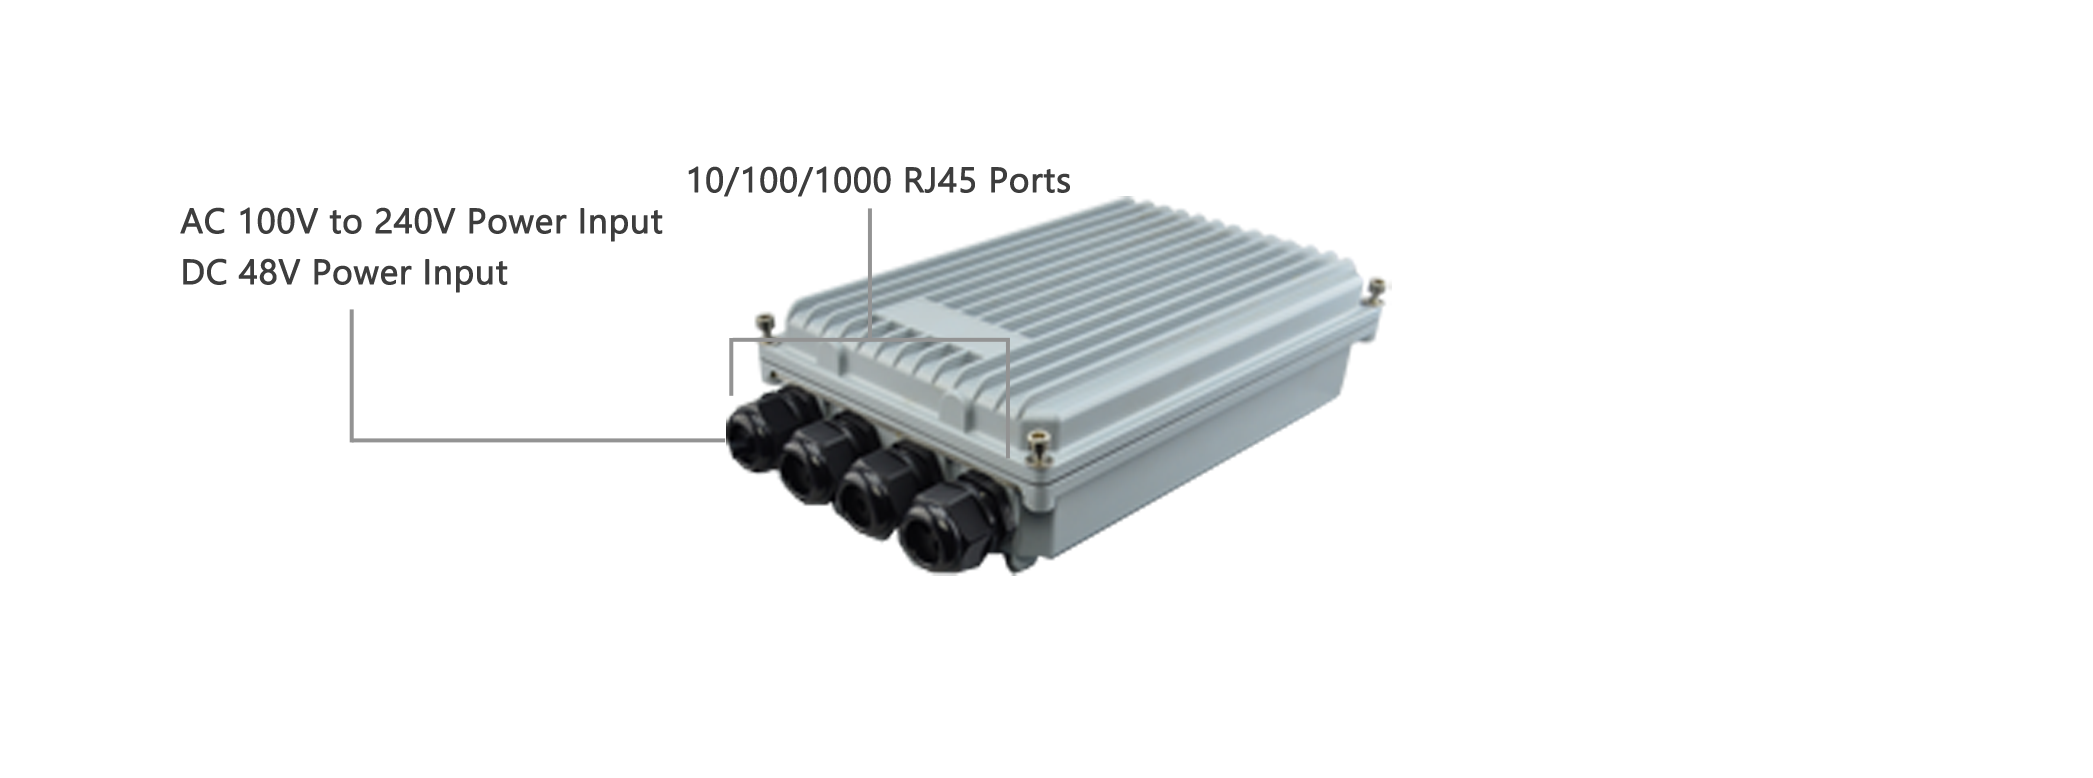 10/100/1000 RJ45 Ports
AC 100V to 240V Power Input
DC 48V Power Input